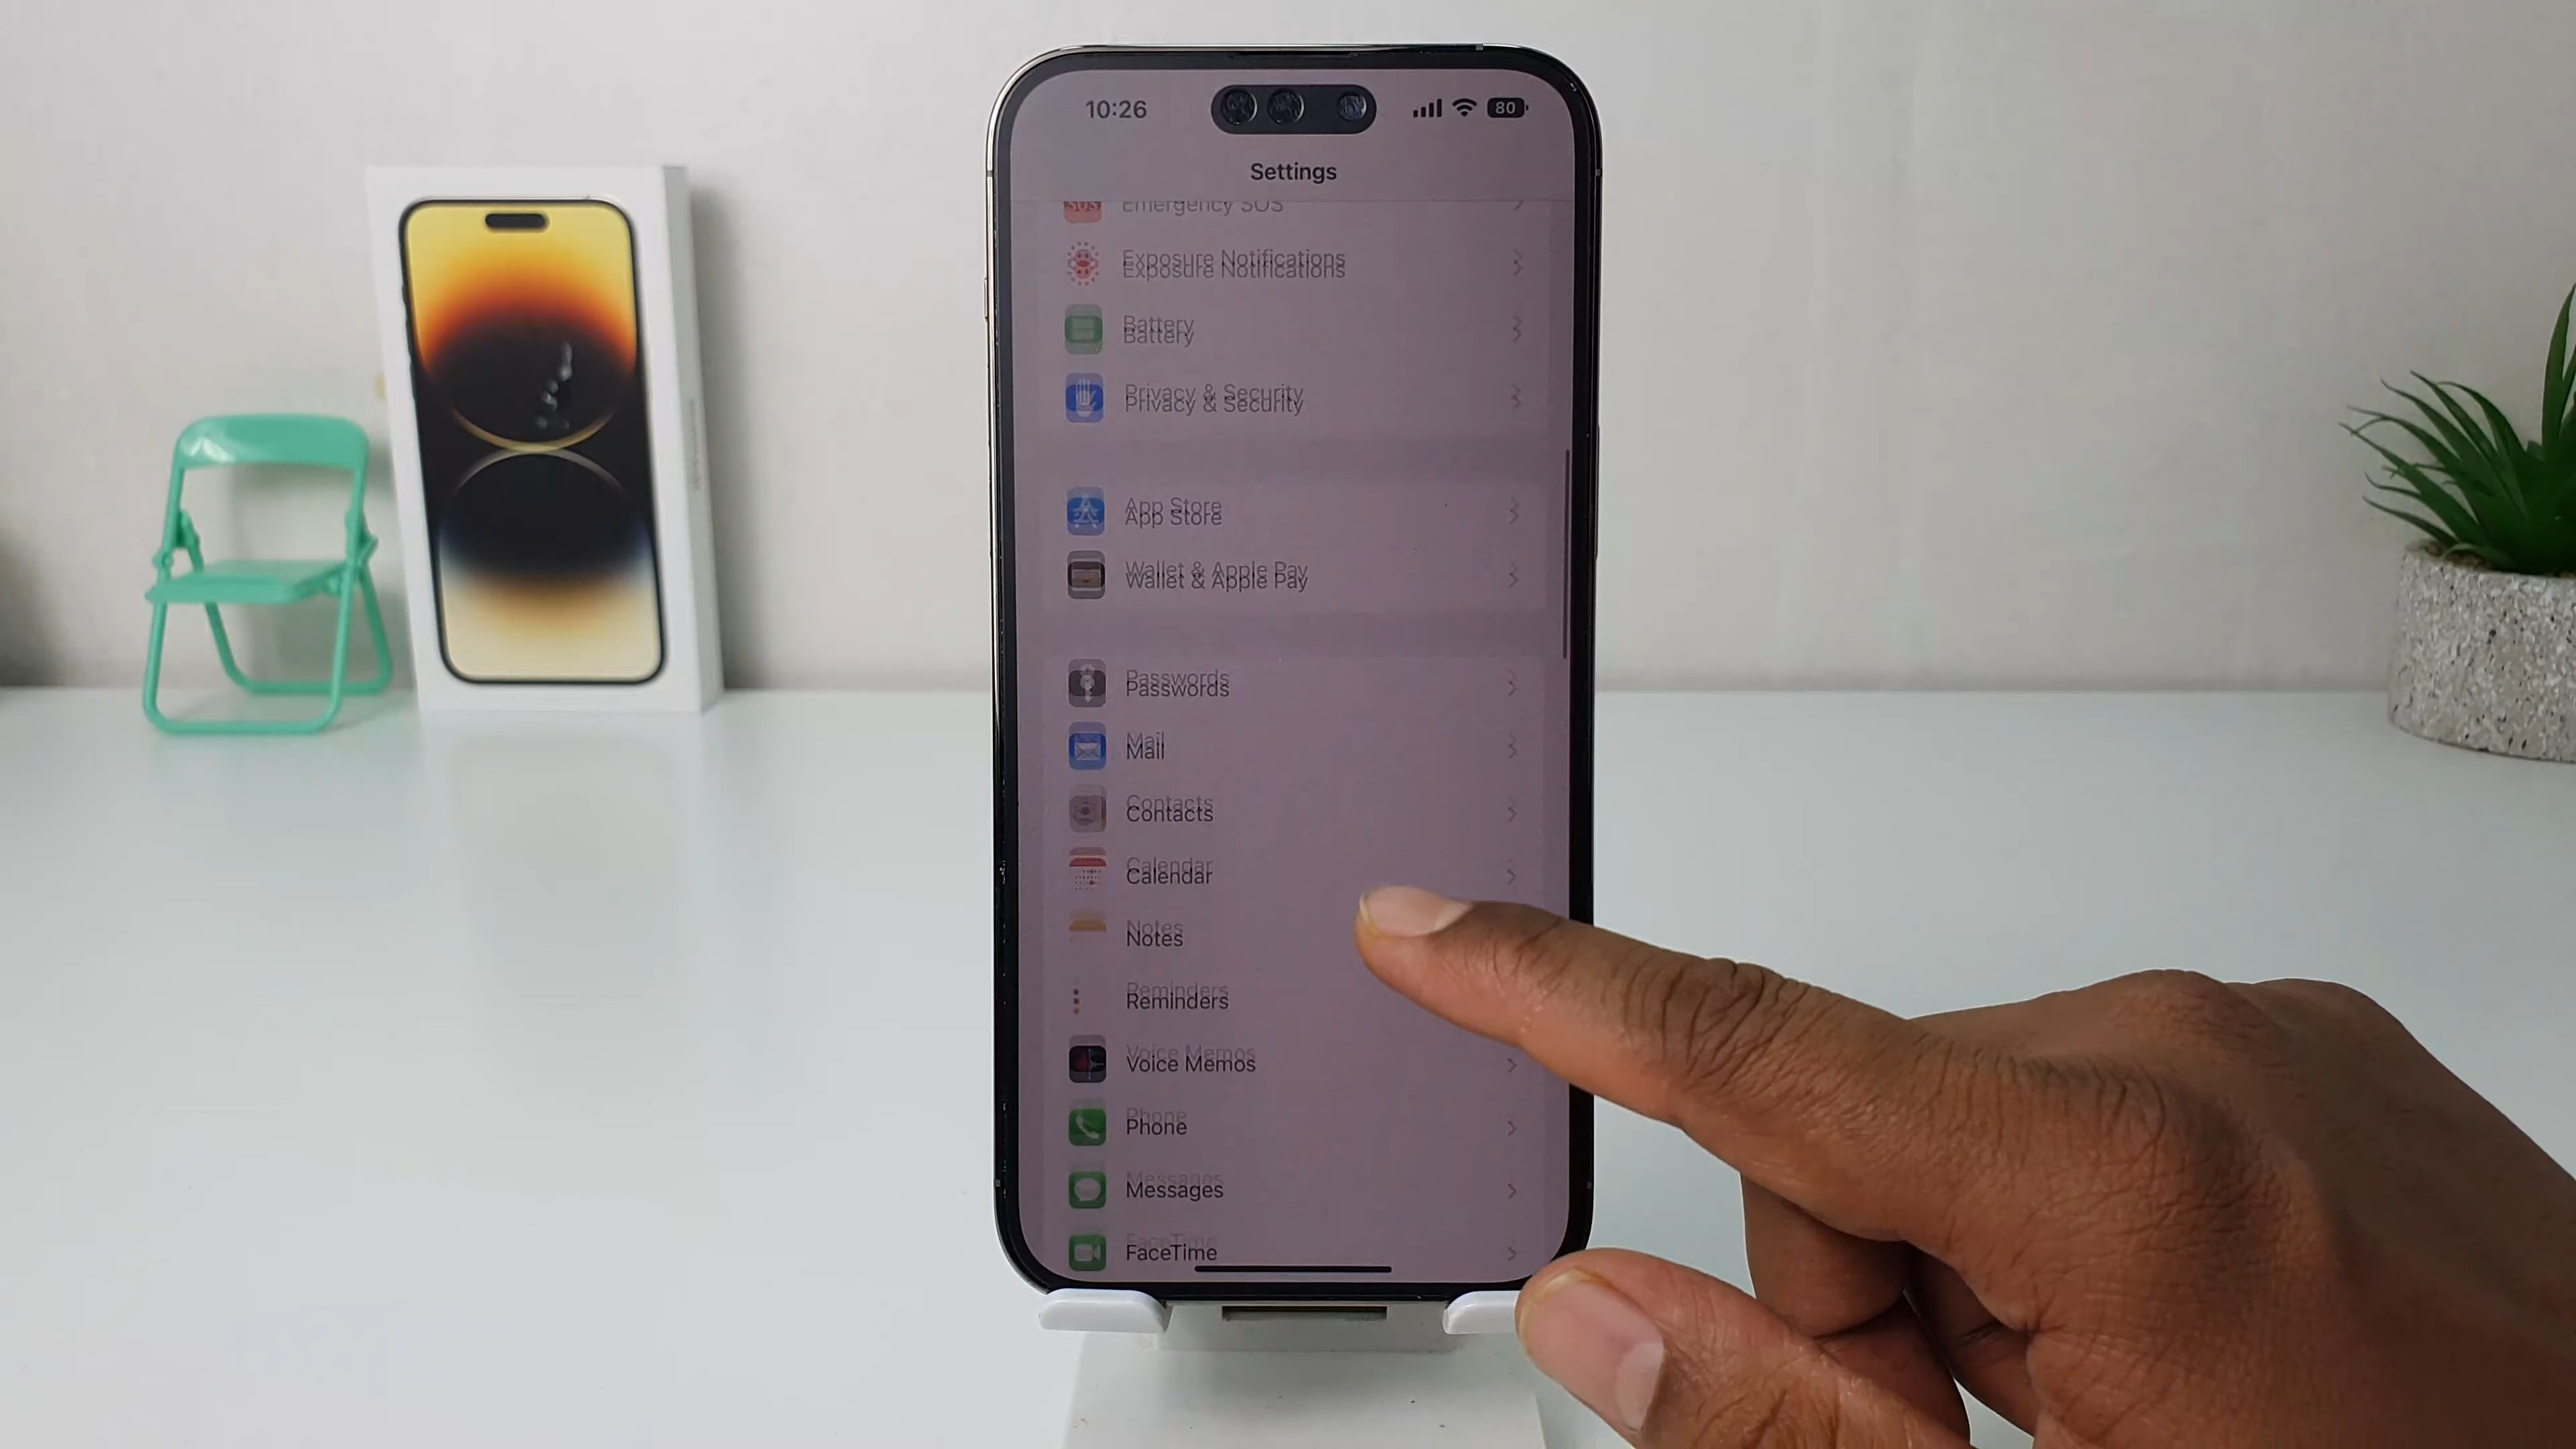 10:26
80
Settings
SOS Emergency SOS
Exposure Notifications
Battery
Privacy & Security
App Store
Wallet & Apple Pay
Passwords
Mail
Contacts
Calendar
Notes
Reminders
Voice Memos
Phone
Messages
FaceTime